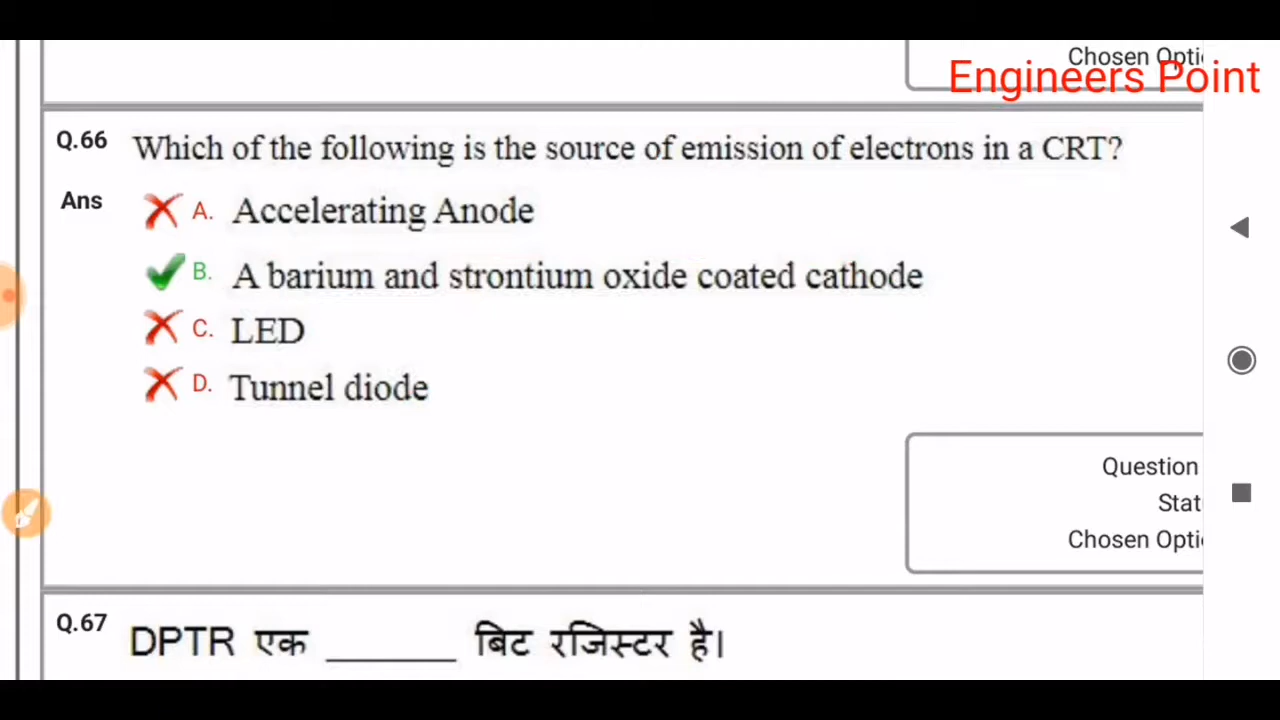 Chosen Opti
Engineers Point
Q.66 Which of the following is the source of emission of electrons in a CRT?
Ans
A. Accelerating Anode
B. A barium and strontium oxide coated cathode
C. LED
D. Tunnel diode
Question
Stat
Chosen Opti
Q.67 DPTR एक ______ बिट रजिस्टर है।